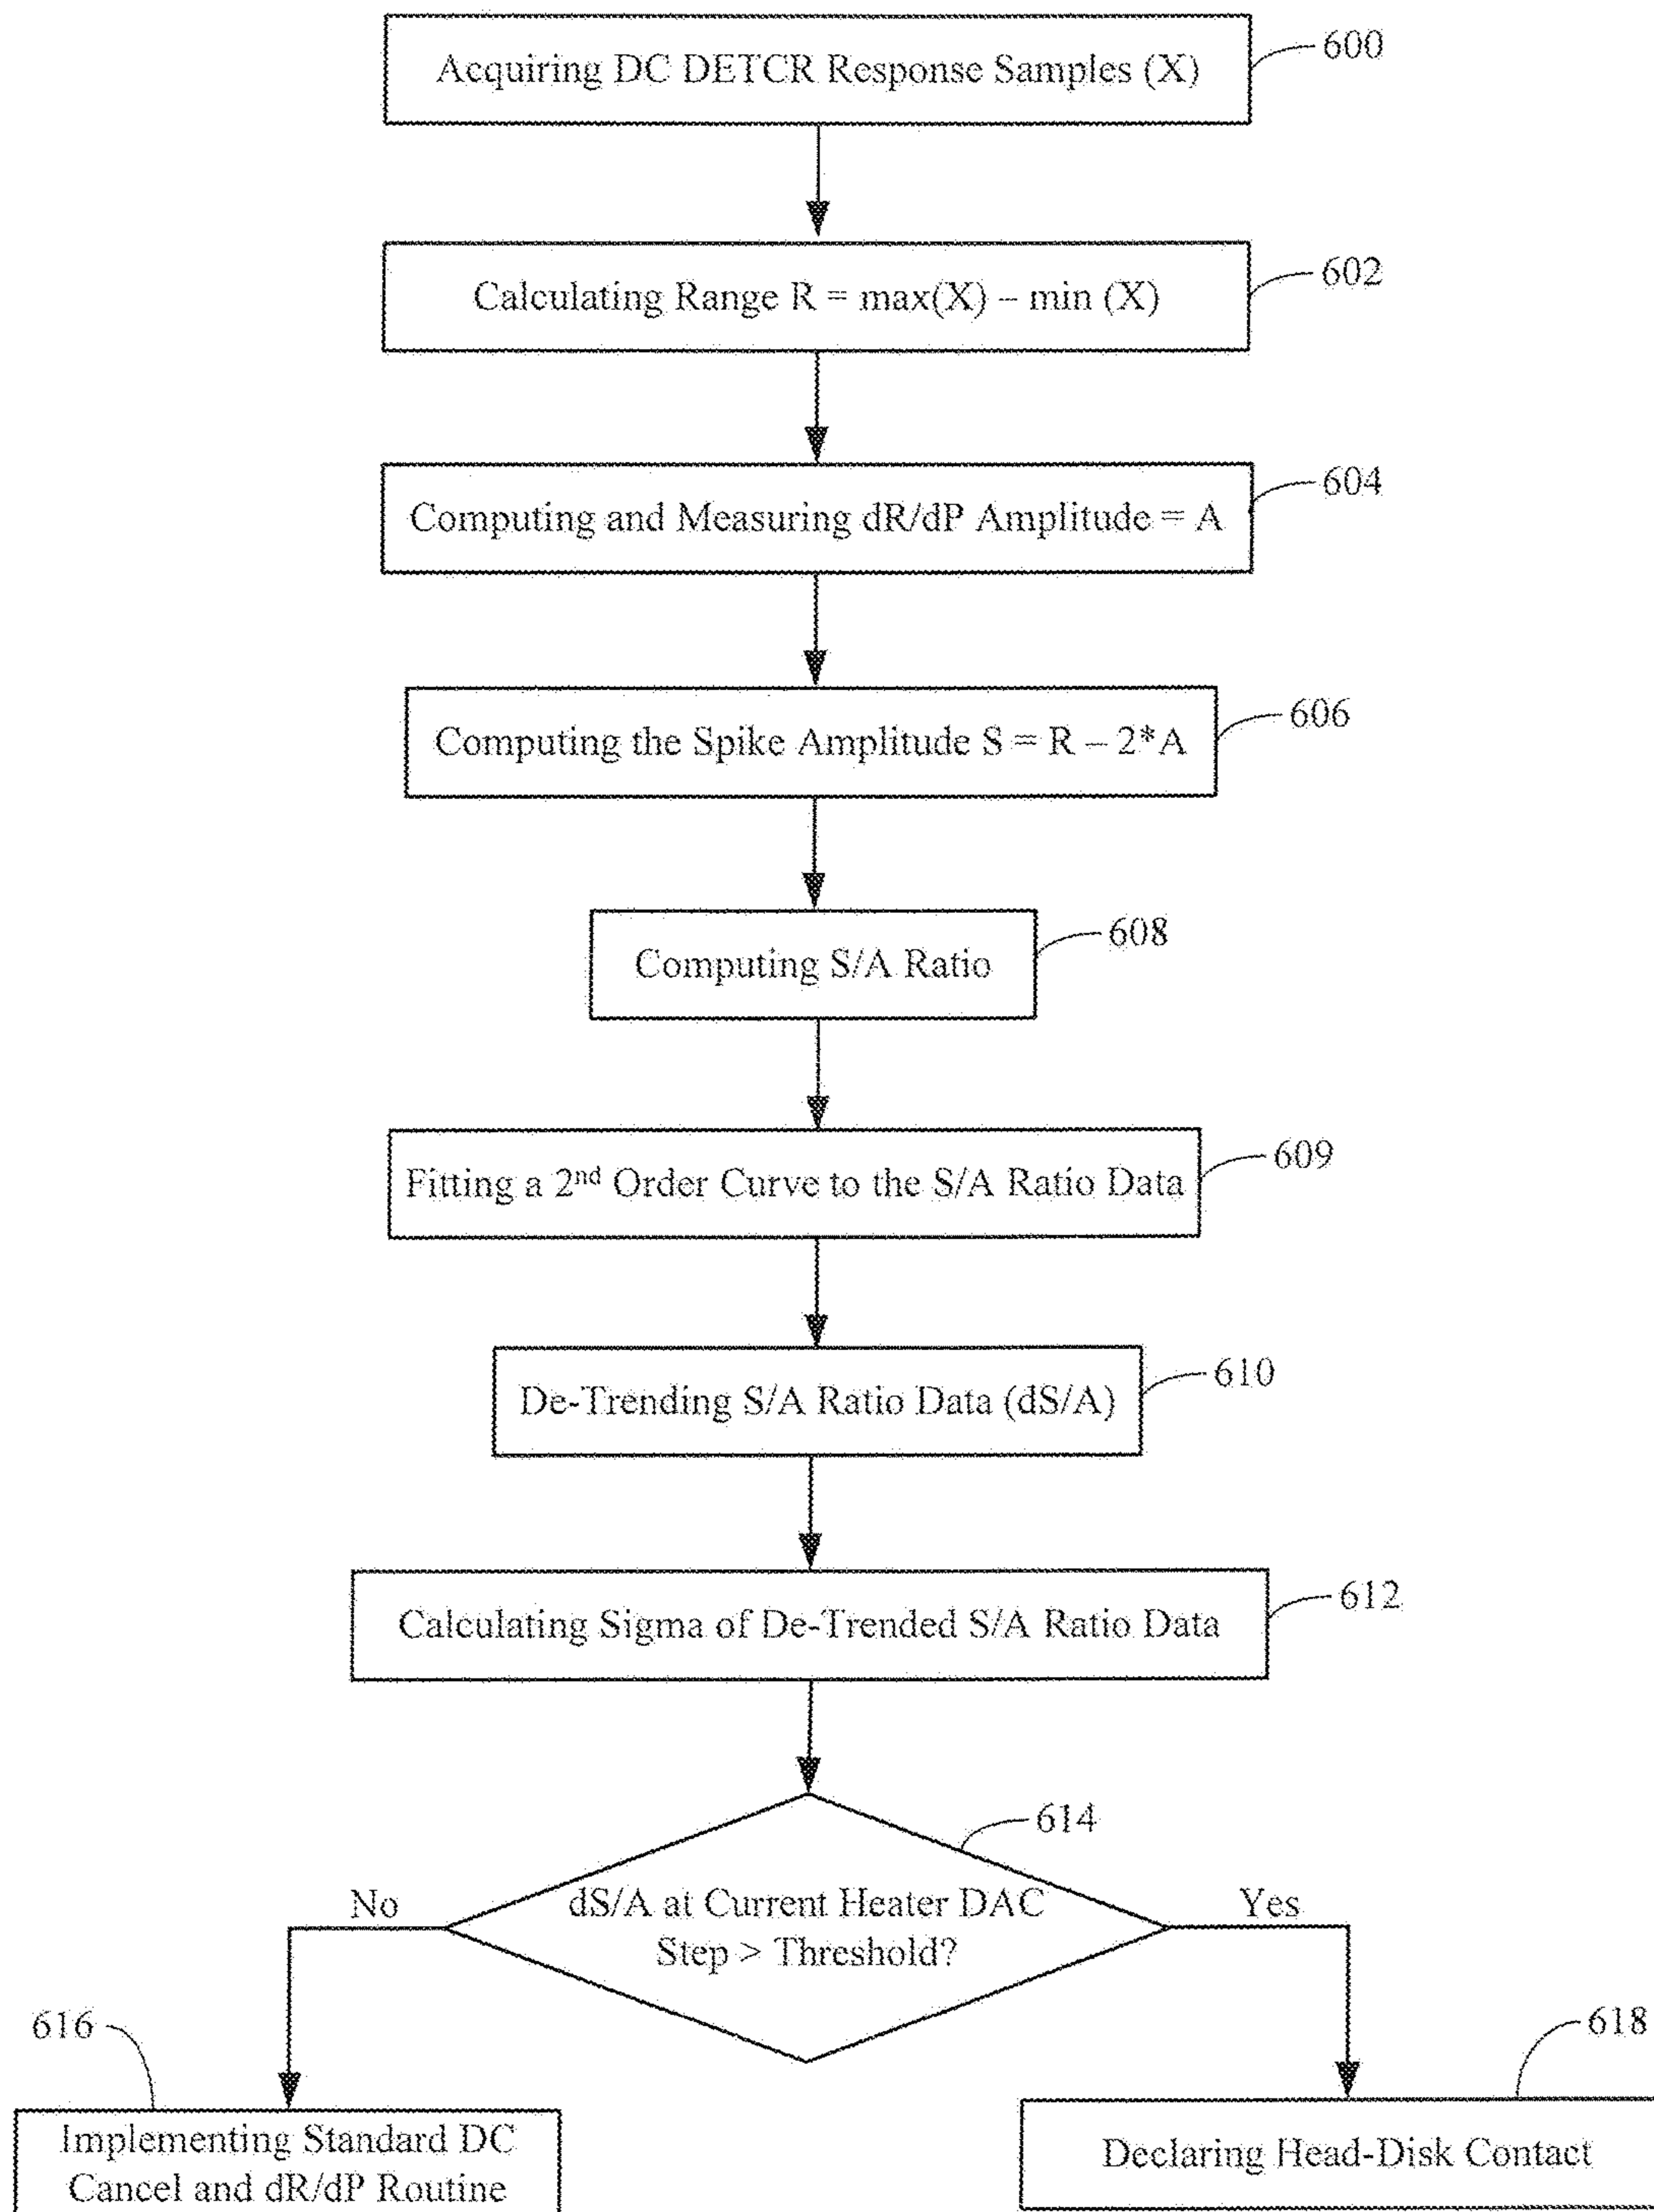 Acquiring DC DETCR Response Samples (X)
600
Calculating Range R = max(X) – min (X)
602
Computing and Measuring dR/dP Amplitude = A
604
Computing the Spike Amplitude S = R – 2*A
606
Computing S/A Ratio
608
Fitting a 2nd Order Curve to the S/A Ratio Data
609
De-Trending S/A Ratio Data (dS/A)
610
Calculating Sigma of De-Trended S/A Ratio Data
612
614
dS/A at Current Heater DAC
Step > Threshold?
No
Yes
616
Implementing Standard DC
Cancel and dR/dP Routine
618
Declaring Head-Disk Contact